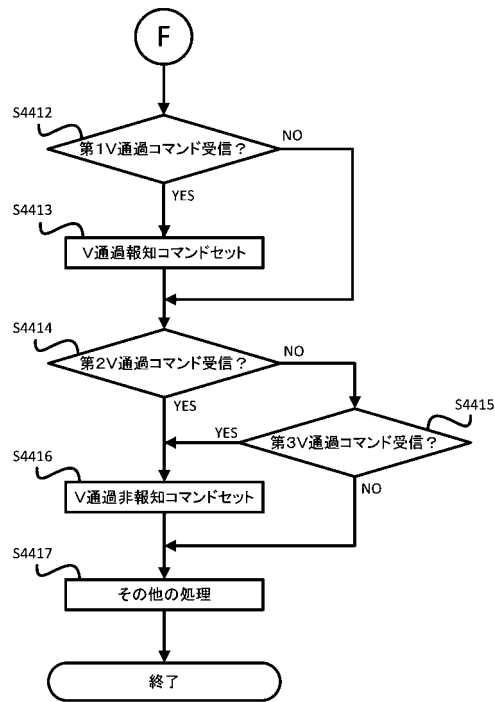 F
S4412
第1V通過コマンド受信？
NO
YES
S4413
V通過報知コマンドセット
S4414
第2V通過コマンド受信？
NO
YES
S4415
第3V通過コマンド受信？
YES
NO
S4416
V通過非報知コマンドセット
S4417
その他の処理
終了